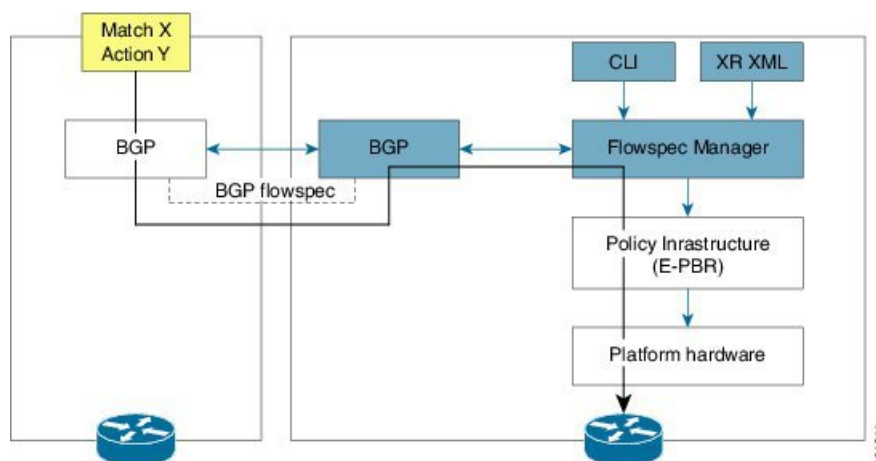 Match X
Action Y
CLI
XR XML
BGP
BGP
Flowspec Manager
BGP flowspec
Policy Inrastructure
(E-PBR)
Platform hardware